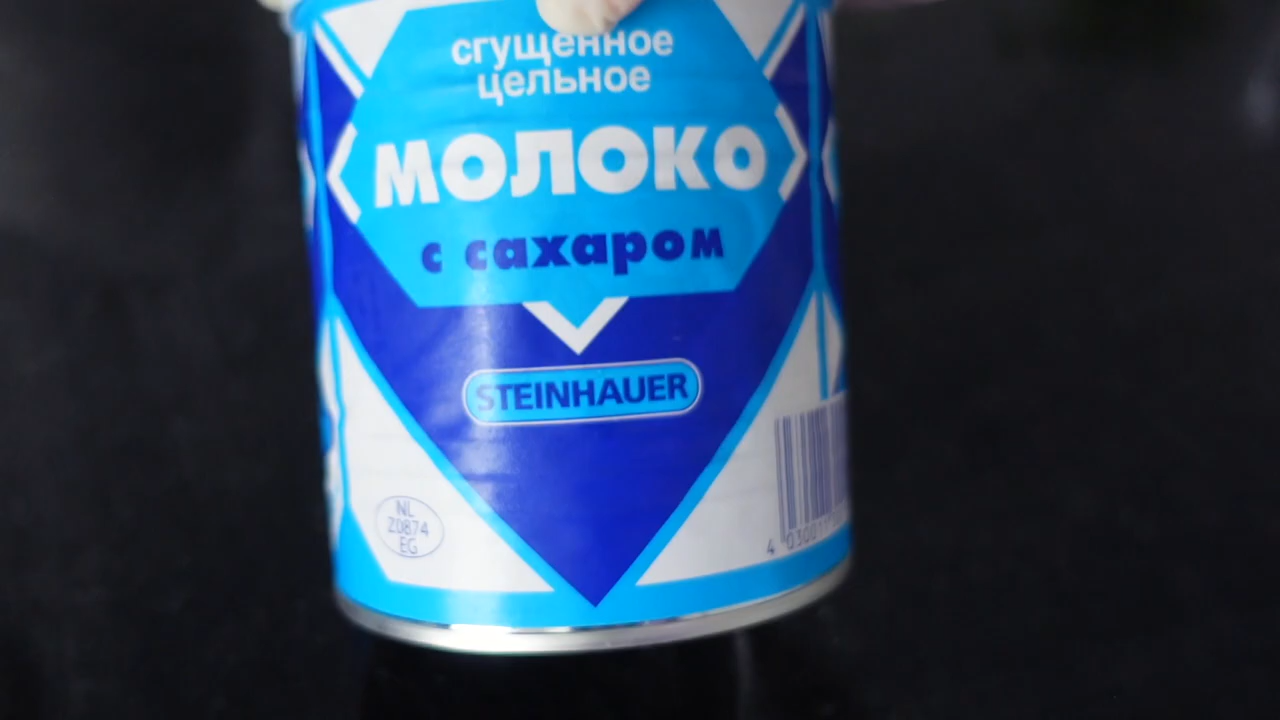 сгущенное
цельное
молоко
с сахаром
STEINHAUER
NL
Z0874
EG